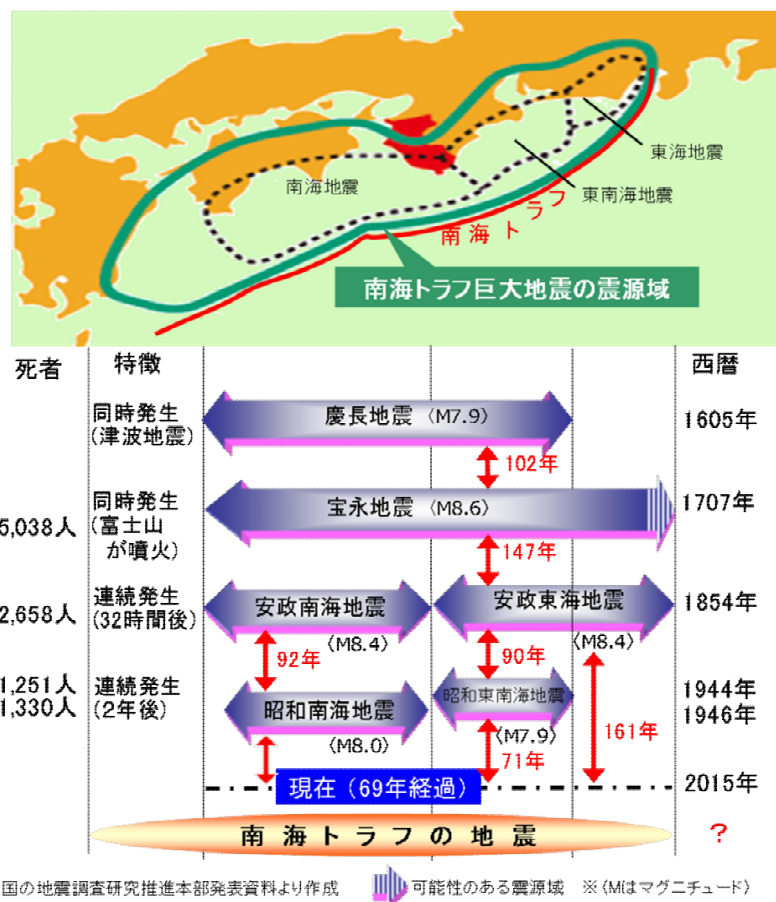 東海地震
南海地震
東南海地震
南海トラフ
南海トラフ巨大地震の震源域
死者
特徴
西暦
同時発生
(津波地震)
慶長地震〈M7.9〉
1605年
102年
5,038人
同時発生
(富士山
が噴火)
宝永地震〈M8.6〉
1707年
147年
2,658人
連続発生
(32時間後)
安政南海地震
〈M8.4〉
安政東海地震
〈M8.4〉
1854年
92年
90年
1,251人
1,330人
連続発生
(2年後)
昭和南海地震
〈M8.0〉
昭和東南海地震
〈M7.9〉
1944年
1946年
71年
161年
現在（69年経過）
2015年
南海トラフの地震
？
国の地震調査研究推進本部発表資料より作成
可能性のある震源域
※〈Mはマグニチュード〉